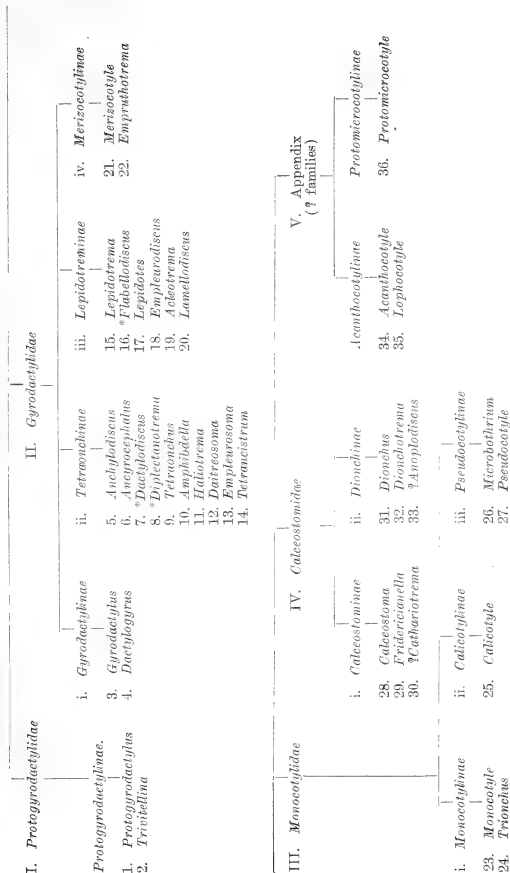 I. Protogyrodactylidae
Protogyrodactylinae.
1. Protogyrodactylus
2. Trivitellina
II. Gyrodactylidae
i. Gyrodactylinae
3. Gyrodactylus
4. Dactylogyrus
ii. Tetraonchinae
5. Anchylodiscus
6. Ancyrocephalus
7. *Dactylodiscus
8. *Diplectanotrema
9. Tetraonchus
10. Amphibdella
11. Haliotrema
12. Daitreosoma
13. Empleurosoma
14. Tetrancistrum
iii. Lepidotreminae
15. Lepidotrema
16. *Flabellodiscus
17. Lepidotes
18. Empleurodiscus
19. Acleotrema
20. Lamellodiscus
iv. Merizocotylinae
21. Merizocotyle
22. Empruthotrema
III. Monocotylidae
i. Monocotylinae
23. Monocotyle
24. Trionchus
ii. Calicotylinae
25. Calicotyle
iii. Pseudocotylinae
26. Microbothrium
27. Pseudocotyle
IV. Calceostomidae
i. Calceostominae
28. Calceostoma
29. Fridericianella
30. ?Cathariotrema
ii. Dionchinae
31. Dionchus
32. Dionchotrema
33. ?Anoplodiscus
V. Appendix
(? families)
Acanthocotylinae
34. Acanthocotyle
35. Lophocotyle
Protomicrocotylinae
36. Protomicrocotyle